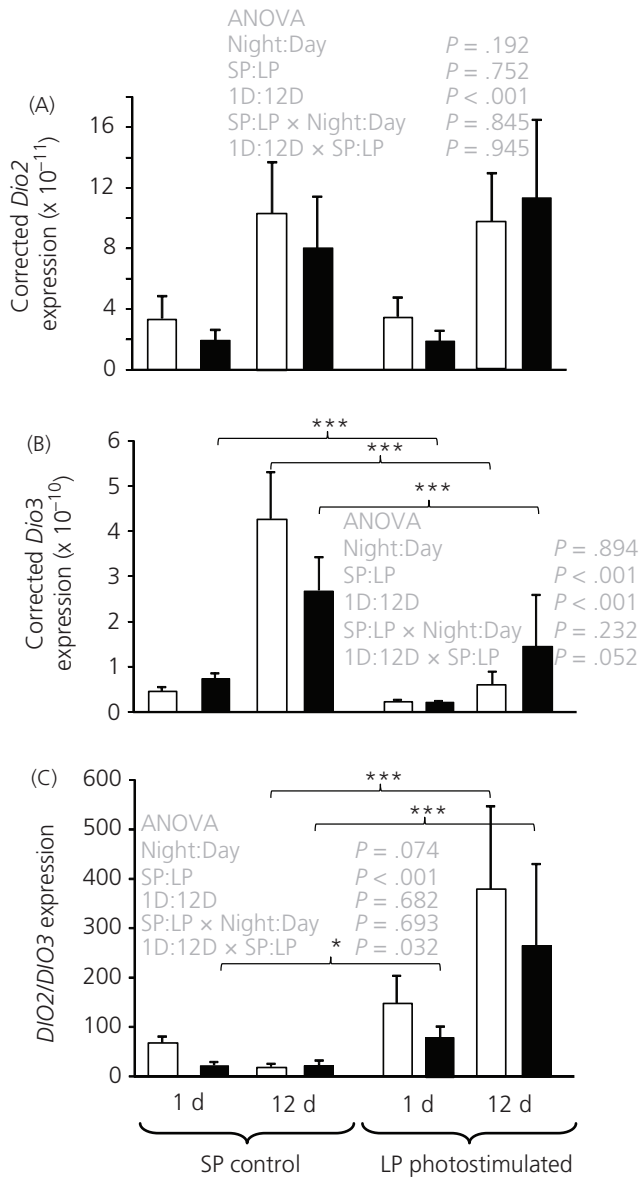 ANOVA
Night:Day P = .192
SP:LP P = .752
1D:12D P < .001
SP:LP × Night:Day P = .845
1D:12D × SP:LP P = .945
(A)
Corrected Dio2
expression (x 10⁻¹¹)
16
12
8
4
0
(B)
Corrected Dio3
expression (x 10⁻¹⁰)
6
5
4
3
2
1
0
***
***
***
ANOVA
Night:Day P = .894
SP:LP P < .001
1D:12D P < .001
SP:LP × Night:Day P = .232
1D:12D × SP:LP P = .052
(C)
DIO2/DIO3 expression
600
500
400
300
200
100
0
***
***
ANOVA
Night:Day P = .074
SP:LP P < .001
1D:12D P = .682
SP:LP × Night:Day P = .693
1D:12D × SP:LP P = .032
*
1 d 12 d 1 d 12 d
SP control LP photostimulated